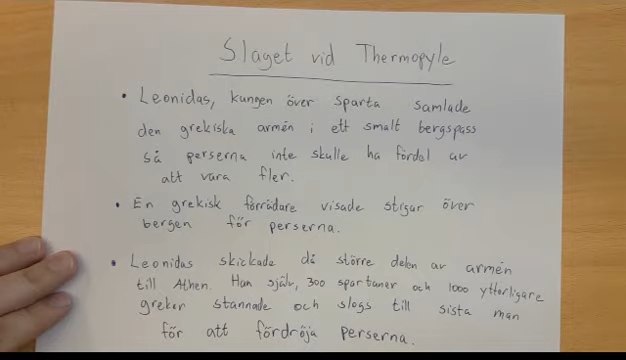 Slaget vid Thermopyle
• Leonidas, kungen över sparta samlade
den grekiska armén i ett smalt bergspass
så perserna inte skulle ha fördel av
att vara fler.
• En grekisk förrädare visade stigar över
bergen för perserna.
• Leonidas skickade då större delen av armén
till Athen. Han själv, 300 spartaner och 1000 ytterligare
greker stannade och slogs till sista man
för att fördröja perserna.